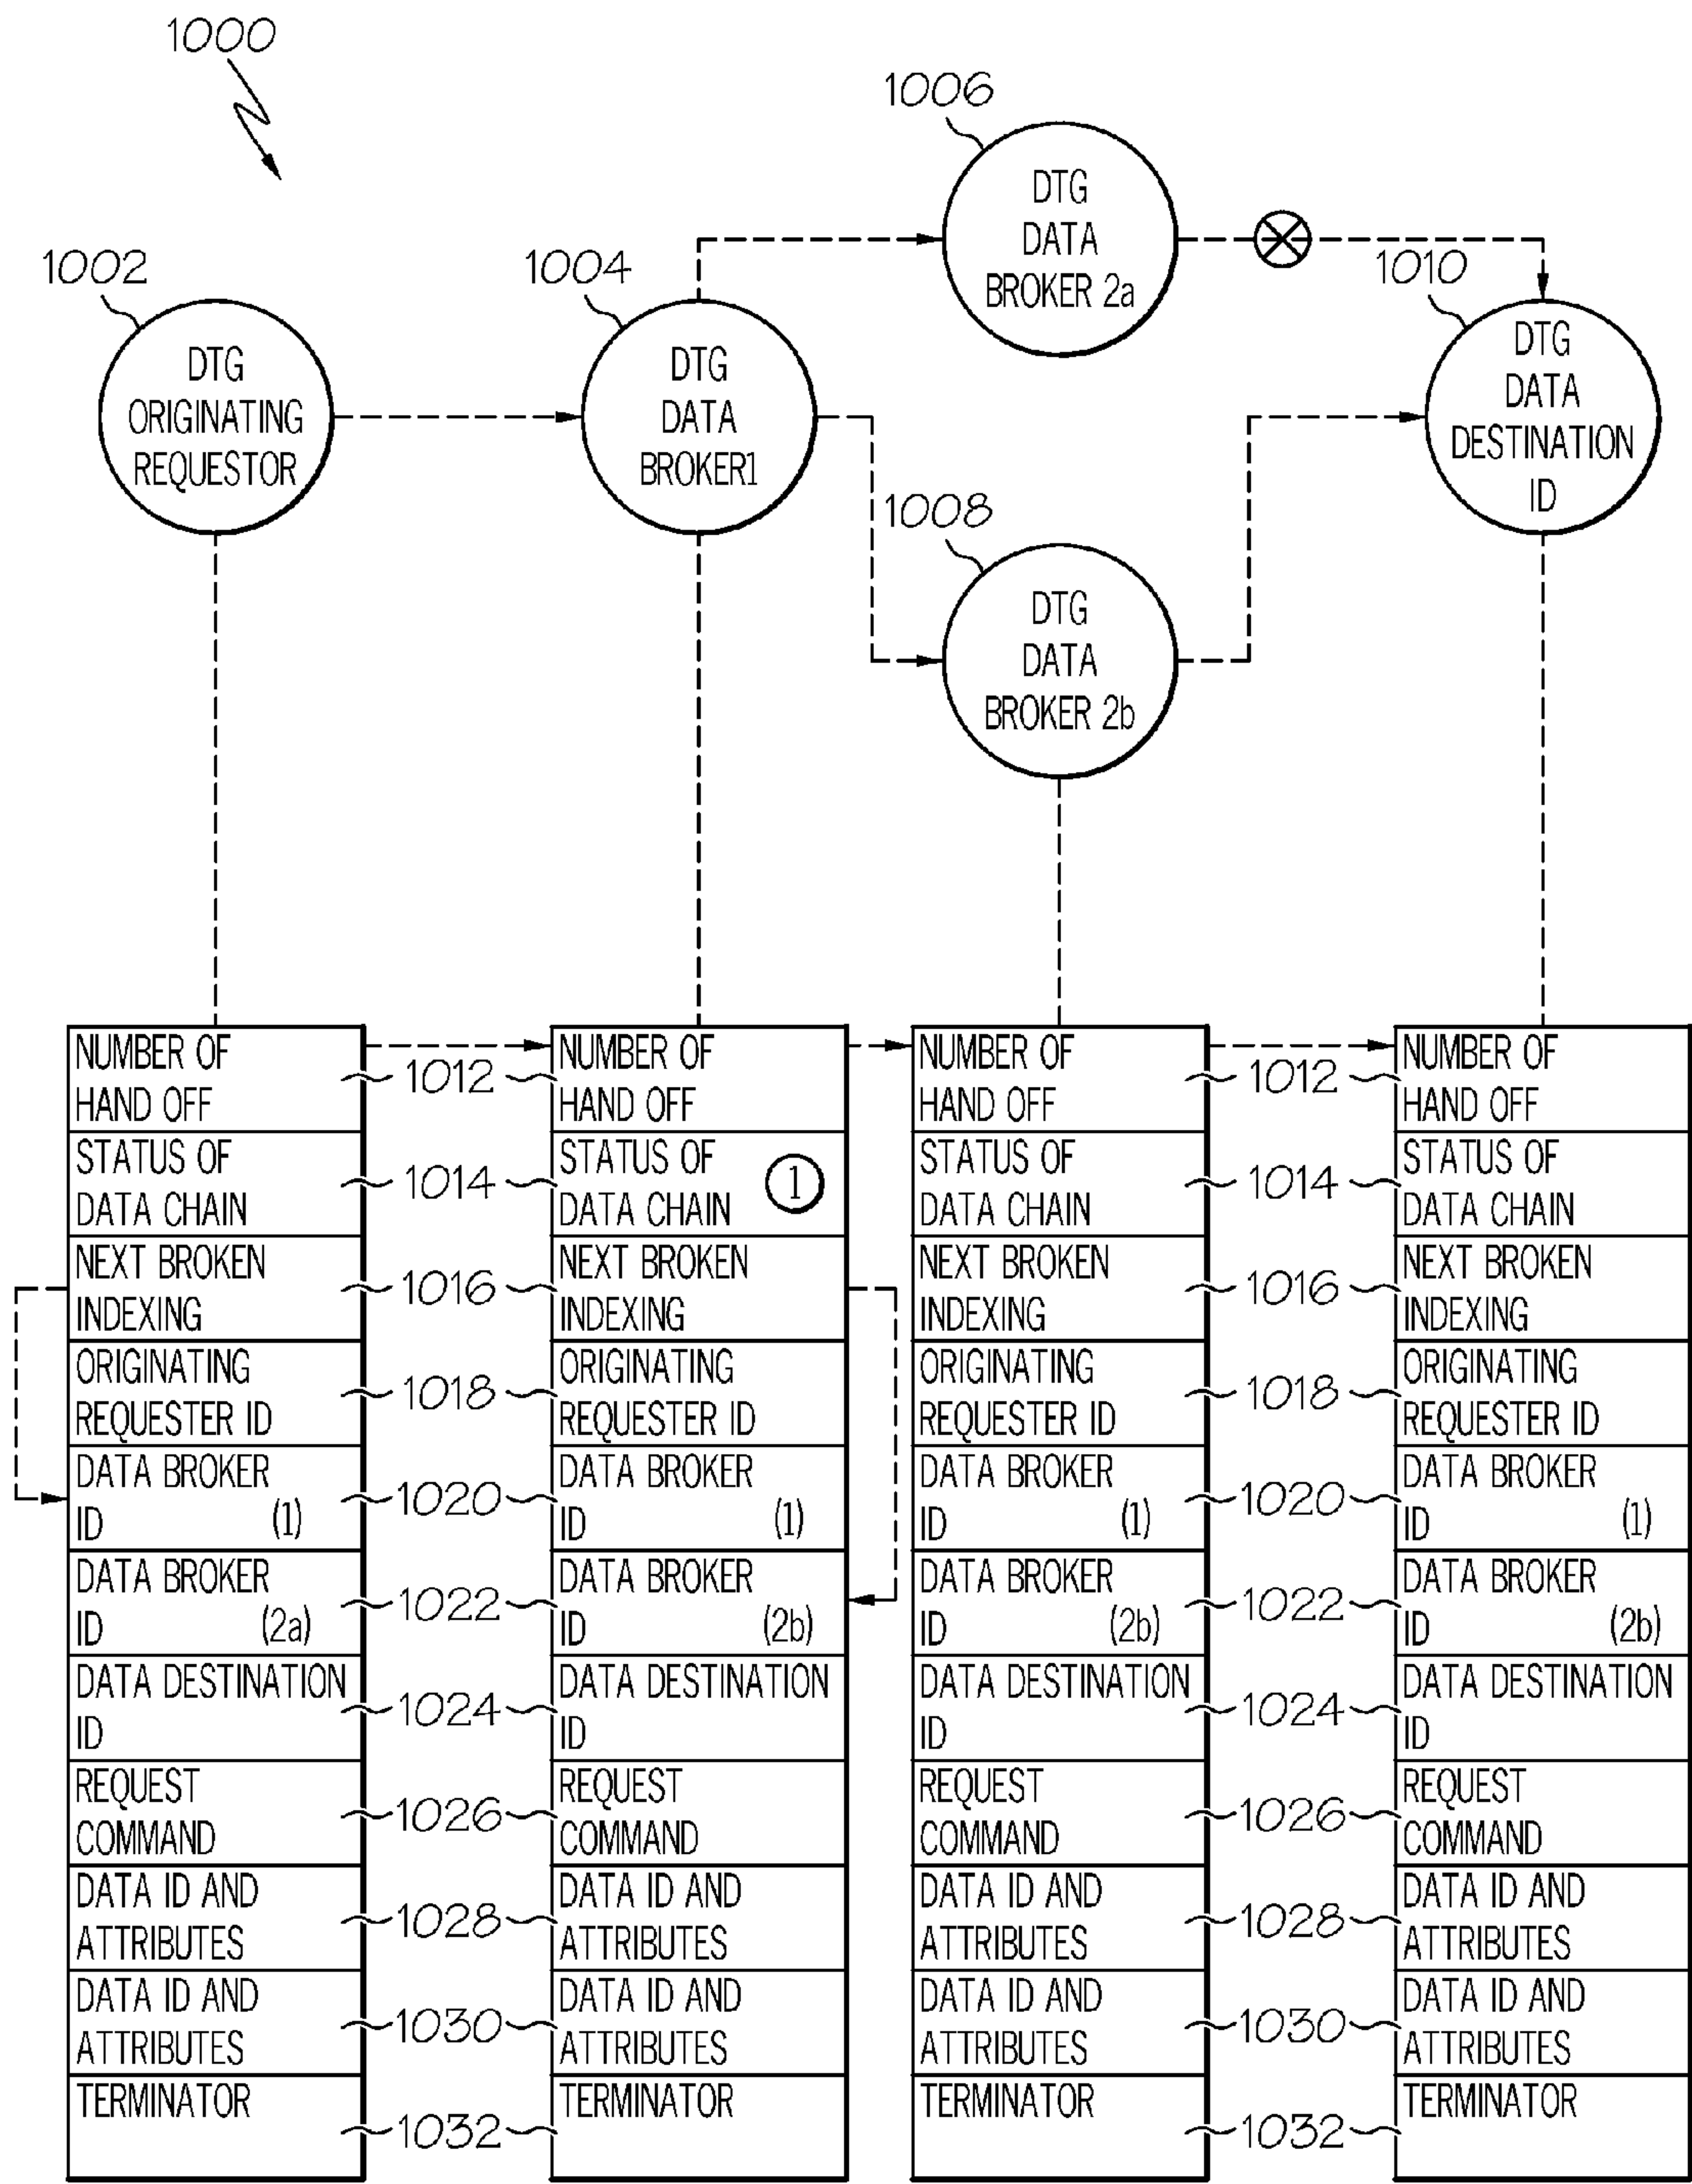 1000
1006
DTG
DATA
BROKER 2a
1002
1004
1010
DTG
ORIGINATING
REQUESTOR
DTG
DATA
BROKER1
DTG
DATA
DESTINATION
ID
1008
DTG
DATA
BROKER 2b
NUMBER OF
HAND OFF
STATUS OF
DATA CHAIN
NEXT BROKEN
INDEXING
ORIGINATING
REQUESTER ID
DATA BROKER
ID (1)
DATA BROKER
ID (2a)
DATA DESTINATION
ID
REQUEST
COMMAND
DATA ID AND
ATTRIBUTES
DATA ID AND
ATTRIBUTES
TERMINATOR
1012
1014
1016
1018
1020
1022
1024
1026
1028
1030
1032
NUMBER OF
HAND OFF
STATUS OF
DATA CHAIN 1
NEXT BROKEN
INDEXING
ORIGINATING
REQUESTER ID
DATA BROKER
ID (1)
DATA BROKER
ID (2b)
DATA DESTINATION
ID
REQUEST
COMMAND
DATA ID AND
ATTRIBUTES
DATA ID AND
ATTRIBUTES
TERMINATOR
NUMBER OF
HAND OFF
STATUS OF
DATA CHAIN
NEXT BROKEN
INDEXING
ORIGINATING
REQUESTER ID
DATA BROKER
ID (1)
DATA BROKER
ID (2b)
DATA DESTINATION
ID
REQUEST
COMMAND
DATA ID AND
ATTRIBUTES
DATA ID AND
ATTRIBUTES
TERMINATOR
1012
1014
1016
1018
1020
1022
1024
1026
1028
1030
1032
NUMBER OF
HAND OFF
STATUS OF
DATA CHAIN
NEXT BROKEN
INDEXING
ORIGINATING
REQUESTER ID
DATA BROKER
ID (1)
DATA BROKER
ID (2b)
DATA DESTINATION
ID
REQUEST
COMMAND
DATA ID AND
ATTRIBUTES
DATA ID AND
ATTRIBUTES
TERMINATOR